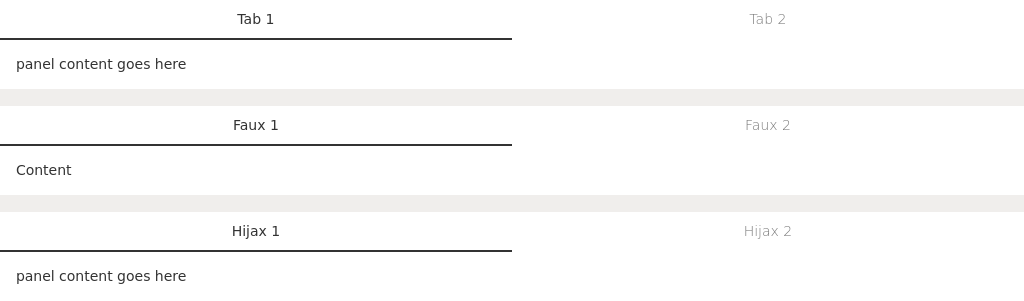 Tab 1 Tab 2
panel content goes here
Faux 1 Faux 2
Content
Hijax 1 Hijax 2
panel content goes here